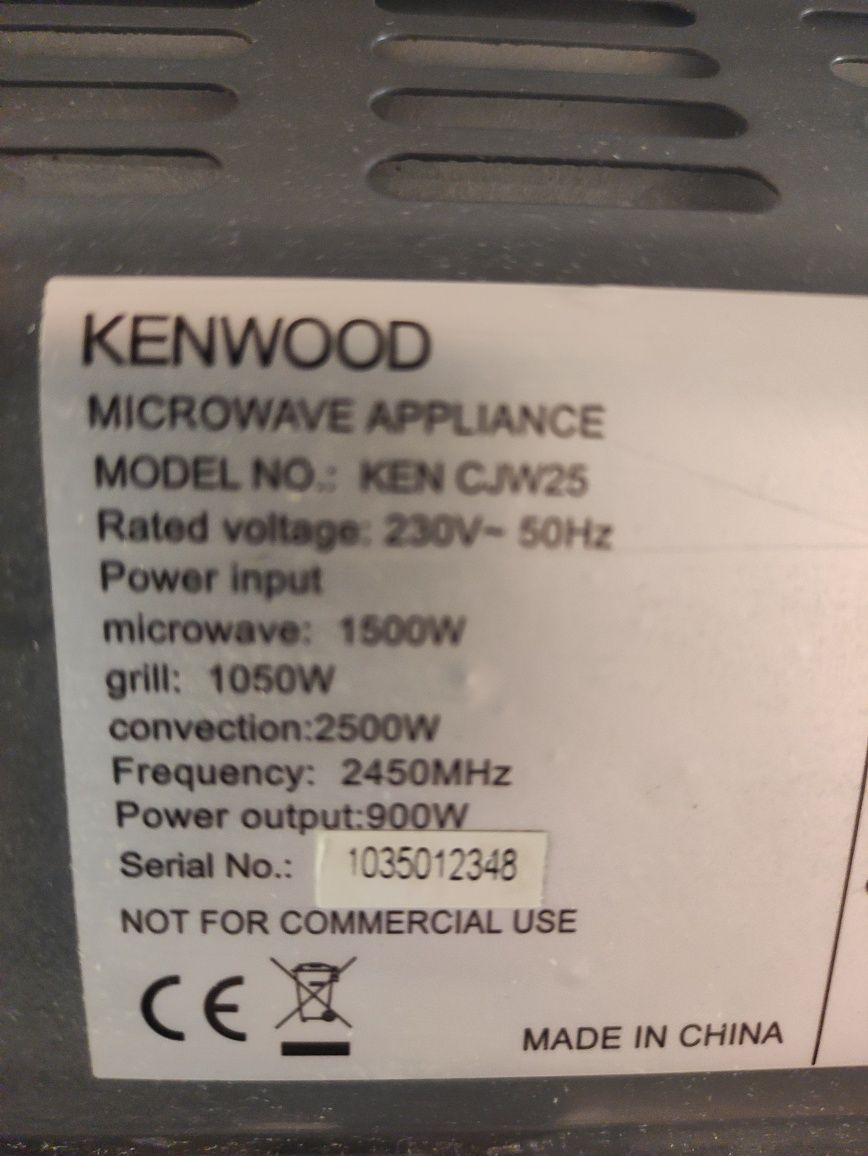 KENWOOD
MICROWAVE APPLIANCE
MODEL NO.: KEN CJW25
Rated voltage: 230V~ 50Hz
Power input
microwave: 1500W
grill: 1050W
convection:2500W
Frequency: 2450MHz
Power output:900W
Serial No.: 1035012348
NOT FOR COMMERCIAL USE
CE
MADE IN CHINA